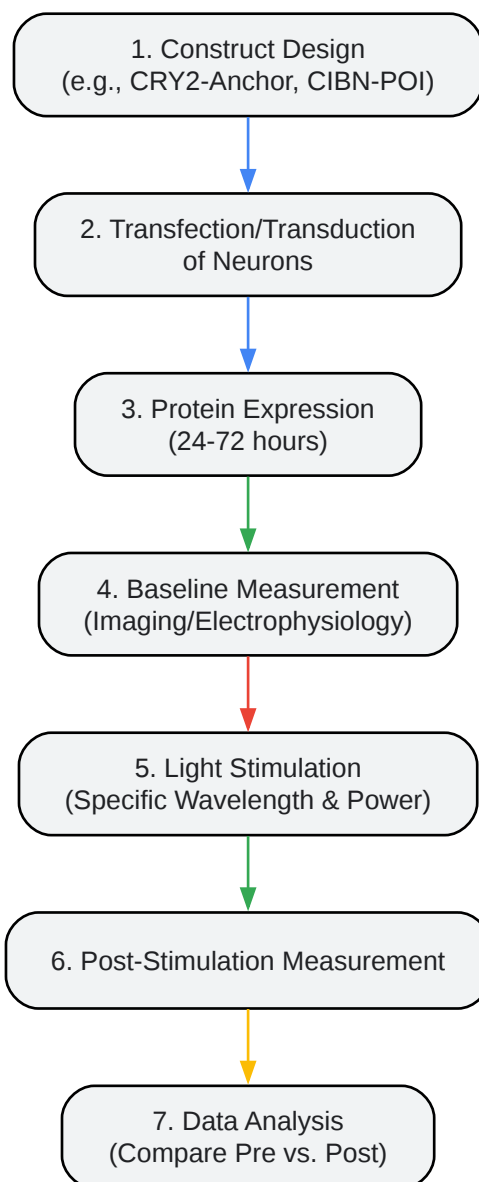 1. Construct Design
(e.g., CRY2-Anchor, CIBN-POI)
2. Transfection/Transduction
of Neurons
3. Protein Expression
(24-72 hours)
4. Baseline Measurement
(Imaging/Electrophysiology)
5. Light Stimulation
(Specific Wavelength & Power)
6. Post-Stimulation Measurement
7. Data Analysis
(Compare Pre vs. Post)